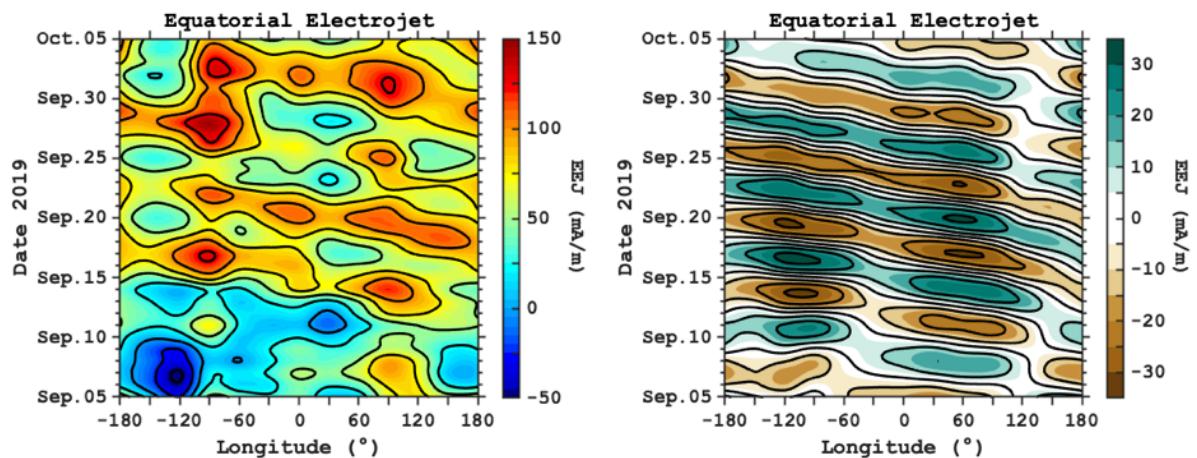 Equatorial Electrojet
Oct.05
Sep.30
Sep.25
Sep.20
Sep.15
Sep.10
Sep.05
Date 2019
-180 -120 -60 0 60 120 180
Longitude (°)
150
100
50
0
-50
EEJ (mA/m)
Equatorial Electrojet
Oct.05
Sep.30
Sep.25
Sep.20
Sep.15
Sep.10
Sep.05
Date 2019
-180 -120 -60 0 60 120 180
Longitude (°)
30
20
10
0
-10
-20
-30
EEJ (mA/m)